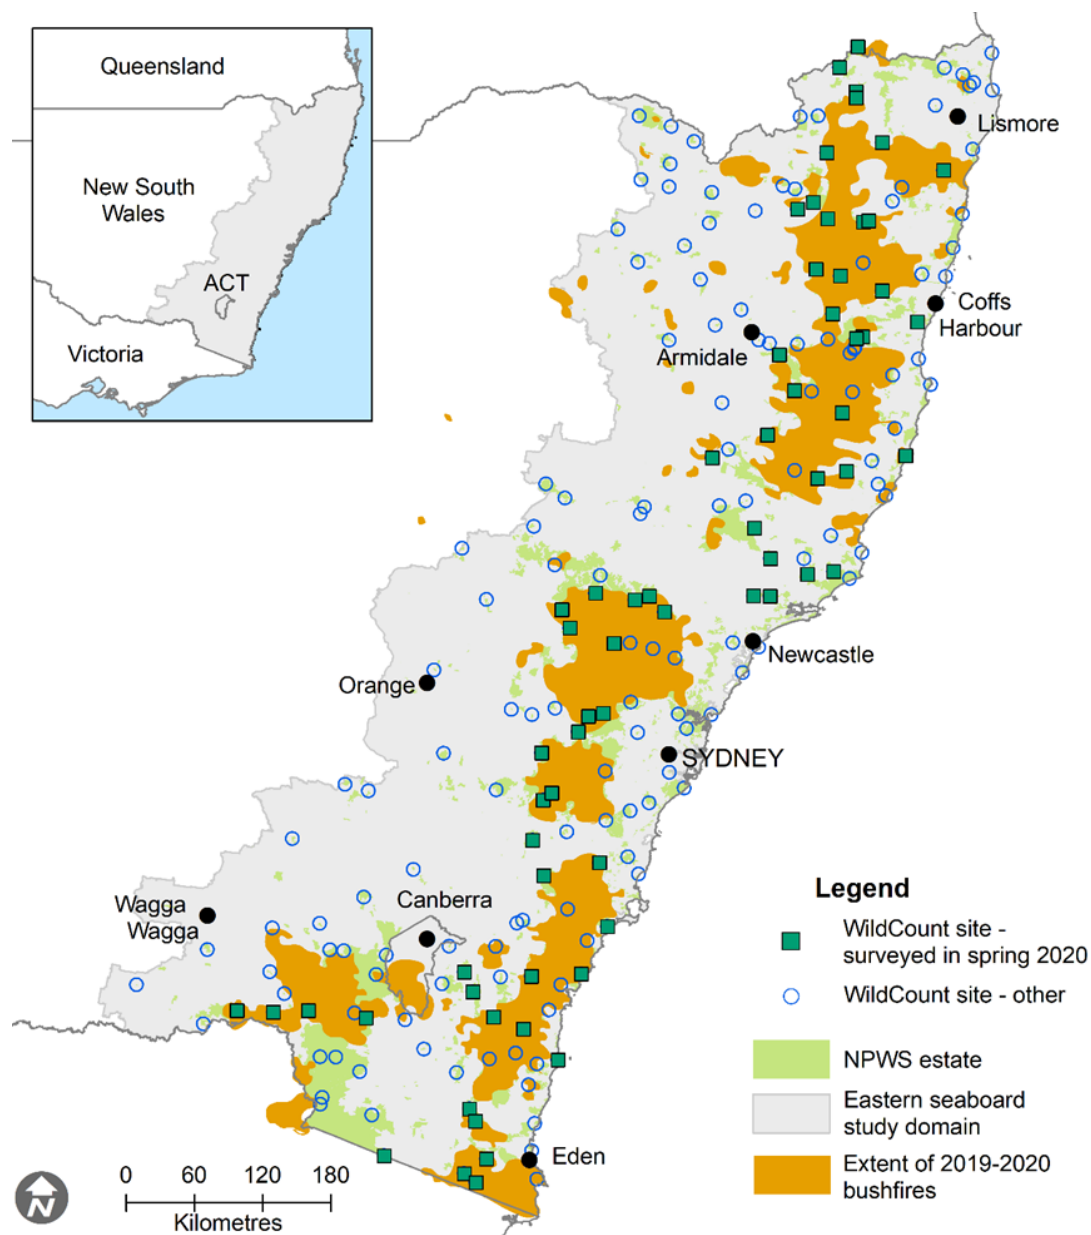 Queensland
New South
Wales
ACT
Victoria
Lismore
Coffs
Harbour
Armidale
Newcastle
Orange
SYDNEY
Canberra
Wagga
Wagga
Eden
Legend
WildCount site -
surveyed in spring 2020
WildCount site - other
NPWS estate
Eastern seaboard
study domain
Extent of 2019-2020
bushfires
N
0 60 120 180
Kilometres